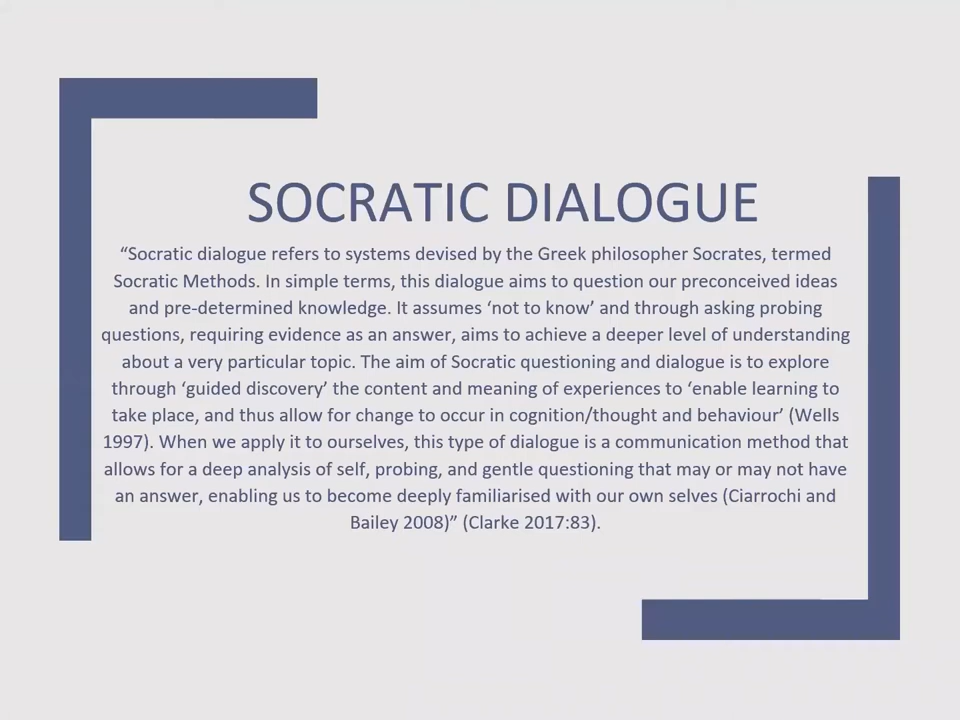 SOCRATIC DIALOGUE
“Socratic dialogue refers to systems devised by the Greek philosopher Socrates, termed
Socratic Methods. In simple terms, this dialogue aims to question our preconceived ideas
and pre-determined knowledge. It assumes ‘not to know’ and through asking probing
questions, requiring evidence as an answer, aims to achieve a deeper level of understanding
about a very particular topic. The aim of Socratic questioning and dialogue is to explore
through ‘guided discovery’ the content and meaning of experiences to ‘enable learning to
take place, and thus allow for change to occur in cognition/thought and behaviour’ (Wells
1997). When we apply it to ourselves, this type of dialogue is a communication method that
allows for a deep analysis of self, probing, and gentle questioning that may or may not have
an answer, enabling us to become deeply familiarised with our own selves (Ciarrochi and
Bailey 2008)” (Clarke 2017:83).